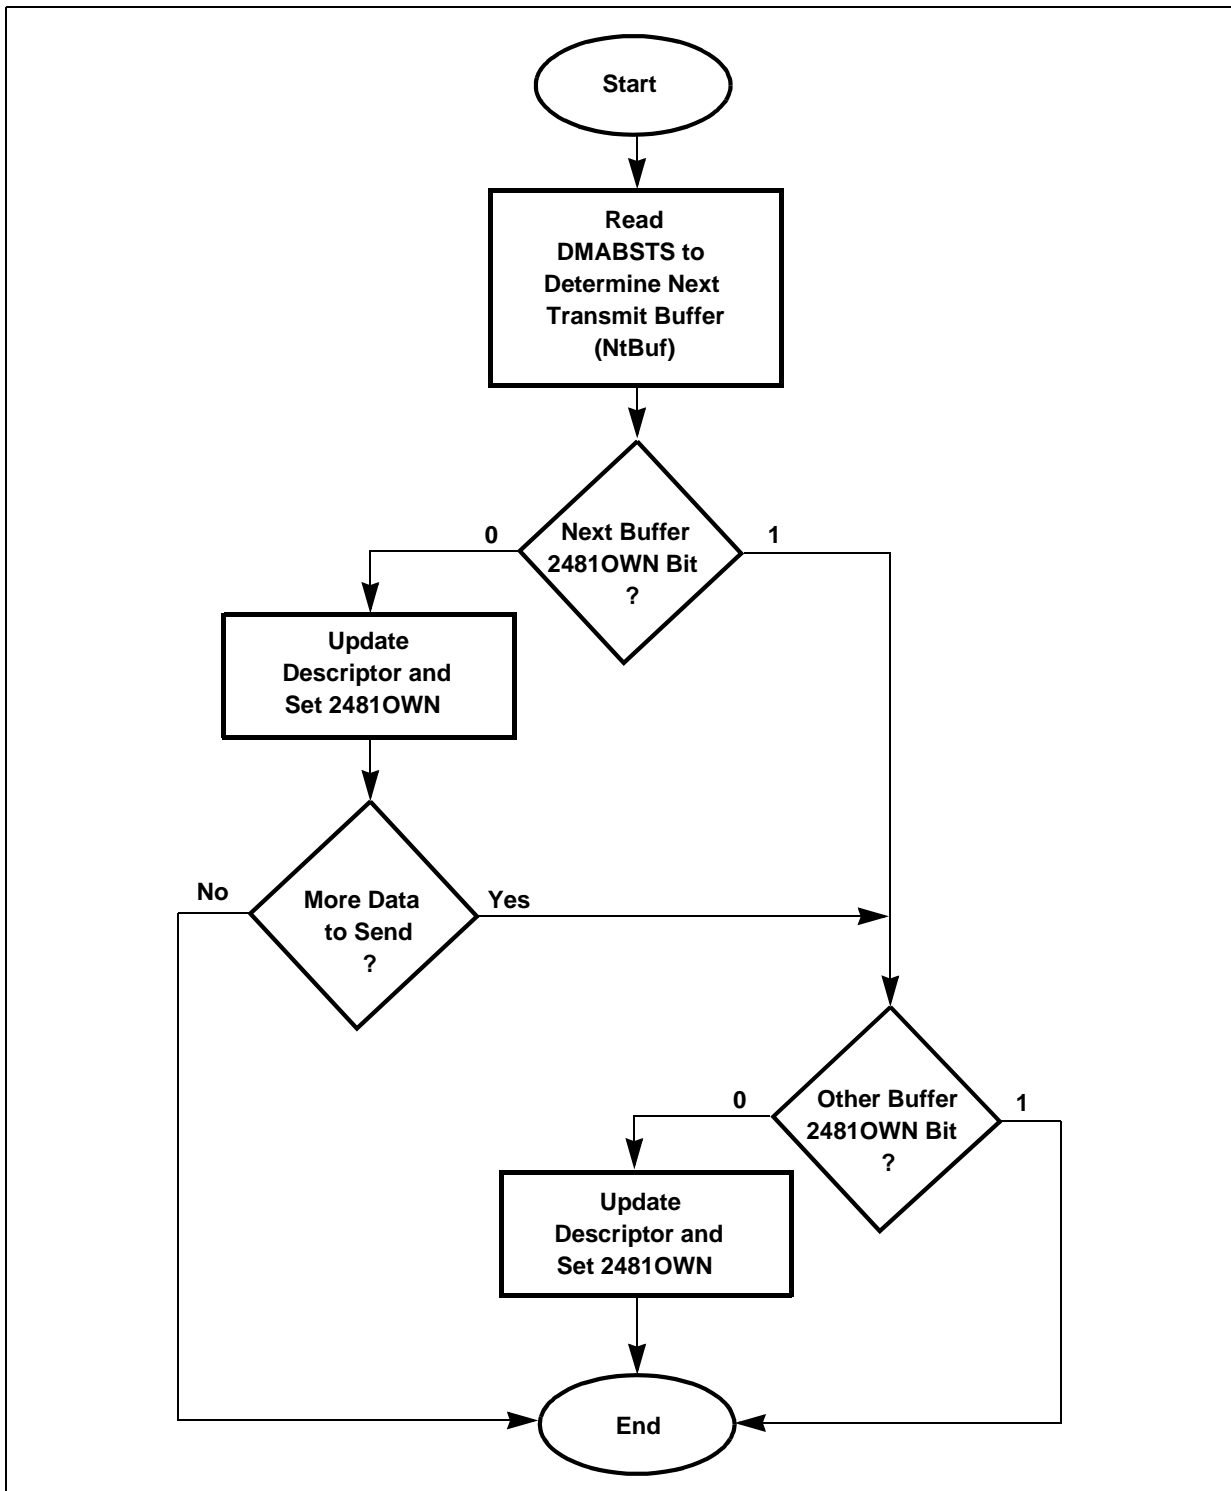 Start
Read
DMABSTS to
Determine Next
Transmit Buffer
(NtBuf)
0
Next Buffer
2481OWN Bit
?
1
Update
Descriptor and
Set 2481OWN
No
More Data
to Send
?
Yes
0
Other Buffer
2481OWN Bit
?
1
Update
Descriptor and
Set 2481OWN
End